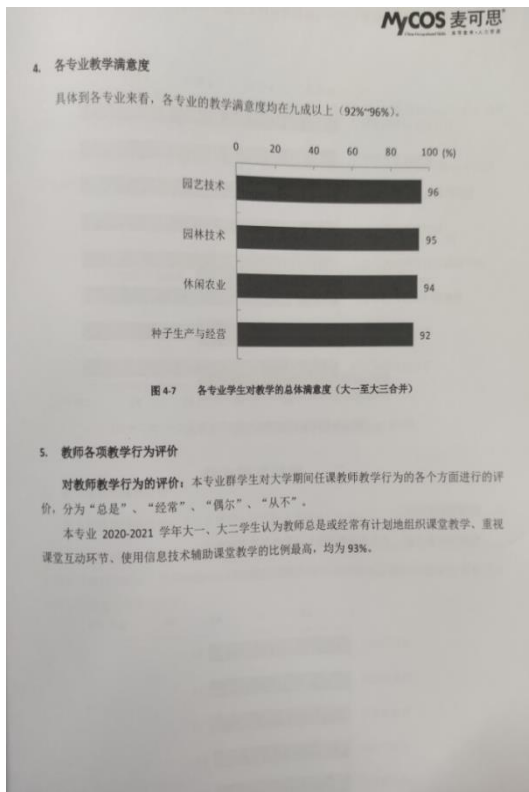 MyCOS 麦可思
4. 各专业教学满意度
具体到各专业来看，各专业的教学满意度均在九成以上（92%~96%）。
0 20 40 60 80 100 (%)
园艺技术 96
园林技术 95
休闲农业 94
种子生产与经营 92
图 4-7 各专业学生对教学的总体满意度（大一至大三合并）
5. 教师各项教学行为评价
对教师教学行为的评价：本专业群学生对大学期间任课教师教学行为的各个方面进行的评
价，分为“总是”、“经常”、“偶尔”、“从不”。
本专业 2020-2021 学年大一、大二学生认为教师总是或经常有计划地组织课堂教学、重视
课堂互动环节、使用信息技术辅助课堂教学的比例最高，均为 93%。